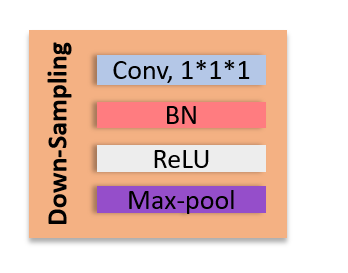 Down-Sampling
Conv, 1*1*1
BN
ReLU
Max-pool